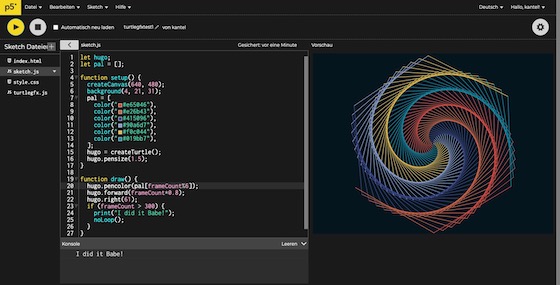 p5* Datei Bearbeiten Sketch Hilfe Deutsch Hallo, kantel!
Automatisch neu laden turtlegfxtest1 von kantel
Sketch Dateien sketch.js Gesichert: vor eine Minute Vorschau
index.html
sketch.js
style.css
turtlegfx.js
1 let hugo;
2 let pal = [];
3
4 function setup() {
5 createCanvas(640, 480);
6 background(4, 21, 31);
7 pal = [
8 color("#e65046"),
9 color("#e26b43"),
10 color("#415096"),
11 color("#90a6d7"),
12 color("#f0c044"),
13 color("#019bb7")
14 ];
15 hugo = createTurtle();
16 hugo.pensize(1.5);
17 }
18
19 function draw() {
20 hugo.pencolor(pal[frameCount%6]);
21 hugo.forward(frameCount*0.8);
22 hugo.right(61);
23 if (frameCount > 300) {
24 print("I did it Babe!");
25 noLoop();
26 }
27 }
Konsole Leeren
I did it Babe!